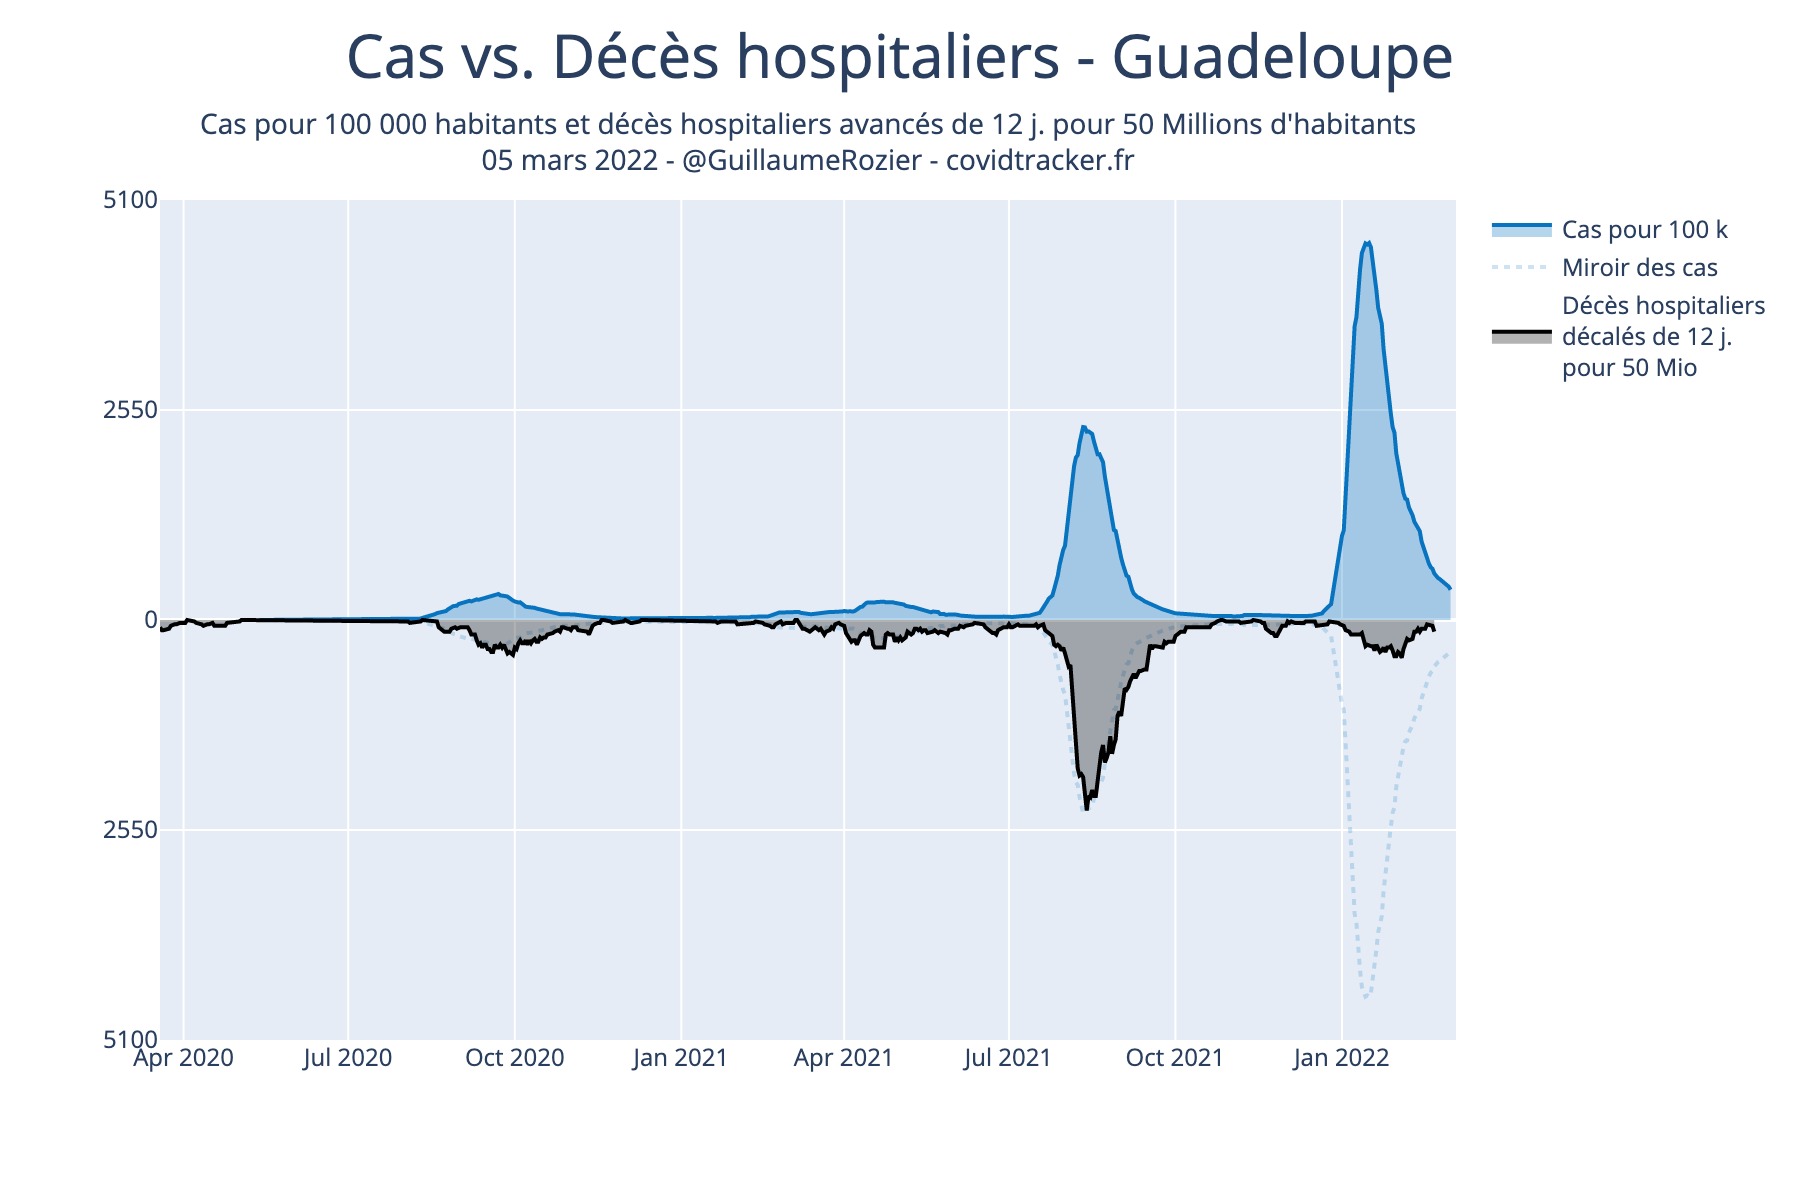 Cas vs. Décès hospitaliers - Guadeloupe
Cas pour 100 000 habitants et décès hospitaliers avancés de 12 j. pour 50 Millions d'habitants
05 mars 2022 - @GuillaumeRozier - covidtracker.fr
5100
2550
0
2550
5100
Apr 2020
Jul 2020
Oct 2020
Jan 2021
Apr 2021
Jul 2021
Oct 2021
Jan 2022
Cas pour 100 k
Miroir des cas
Décès hospitaliers
décalés de 12 j.
pour 50 Mio